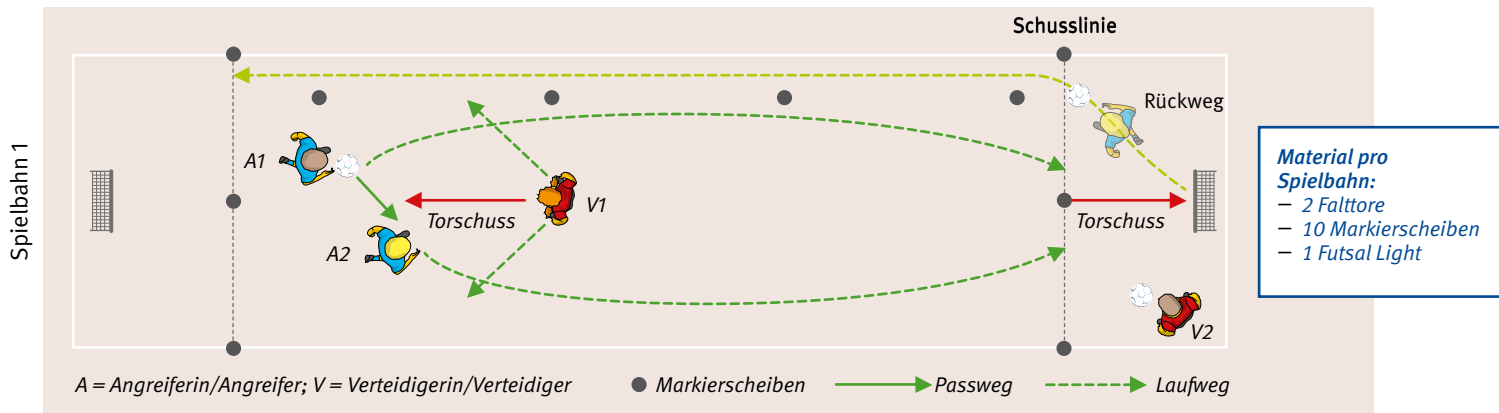 Schusslinie
Spielbahn 1
Rückweg
A1
Torschuss
V1
Torschuss
A2
V2
Material pro
Spielbahn:
– 2 Falttore
– 10 Markierscheiben
– 1 Futsal Light
A = Angreiferin/Angreifer; V = Verteidigerin/Verteidiger
Markierscheiben
Passweg
Laufweg